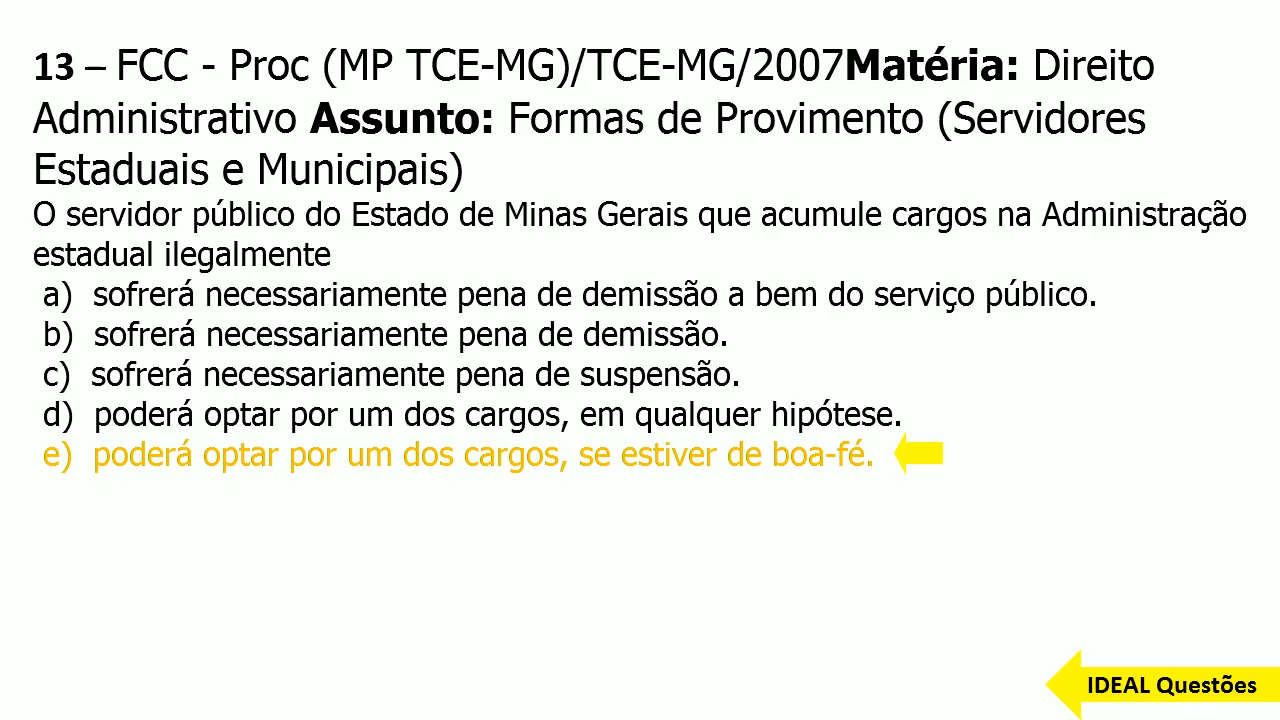 13 – FCC - Proc (MP TCE-MG)/TCE-MG/2007Matéria: Direito
Administrativo Assunto: Formas de Provimento (Servidores
Estaduais e Municipais)
O servidor público do Estado de Minas Gerais que acumule cargos na Administração
estadual ilegalmente
a) sofrerá necessariamente pena de demissão a bem do serviço público.
b) sofrerá necessariamente pena de demissão.
c) sofrerá necessariamente pena de suspensão.
d) poderá optar por um dos cargos, em qualquer hipótese.
e) poderá optar por um dos cargos, se estiver de boa-fé.
IDEAL Questões